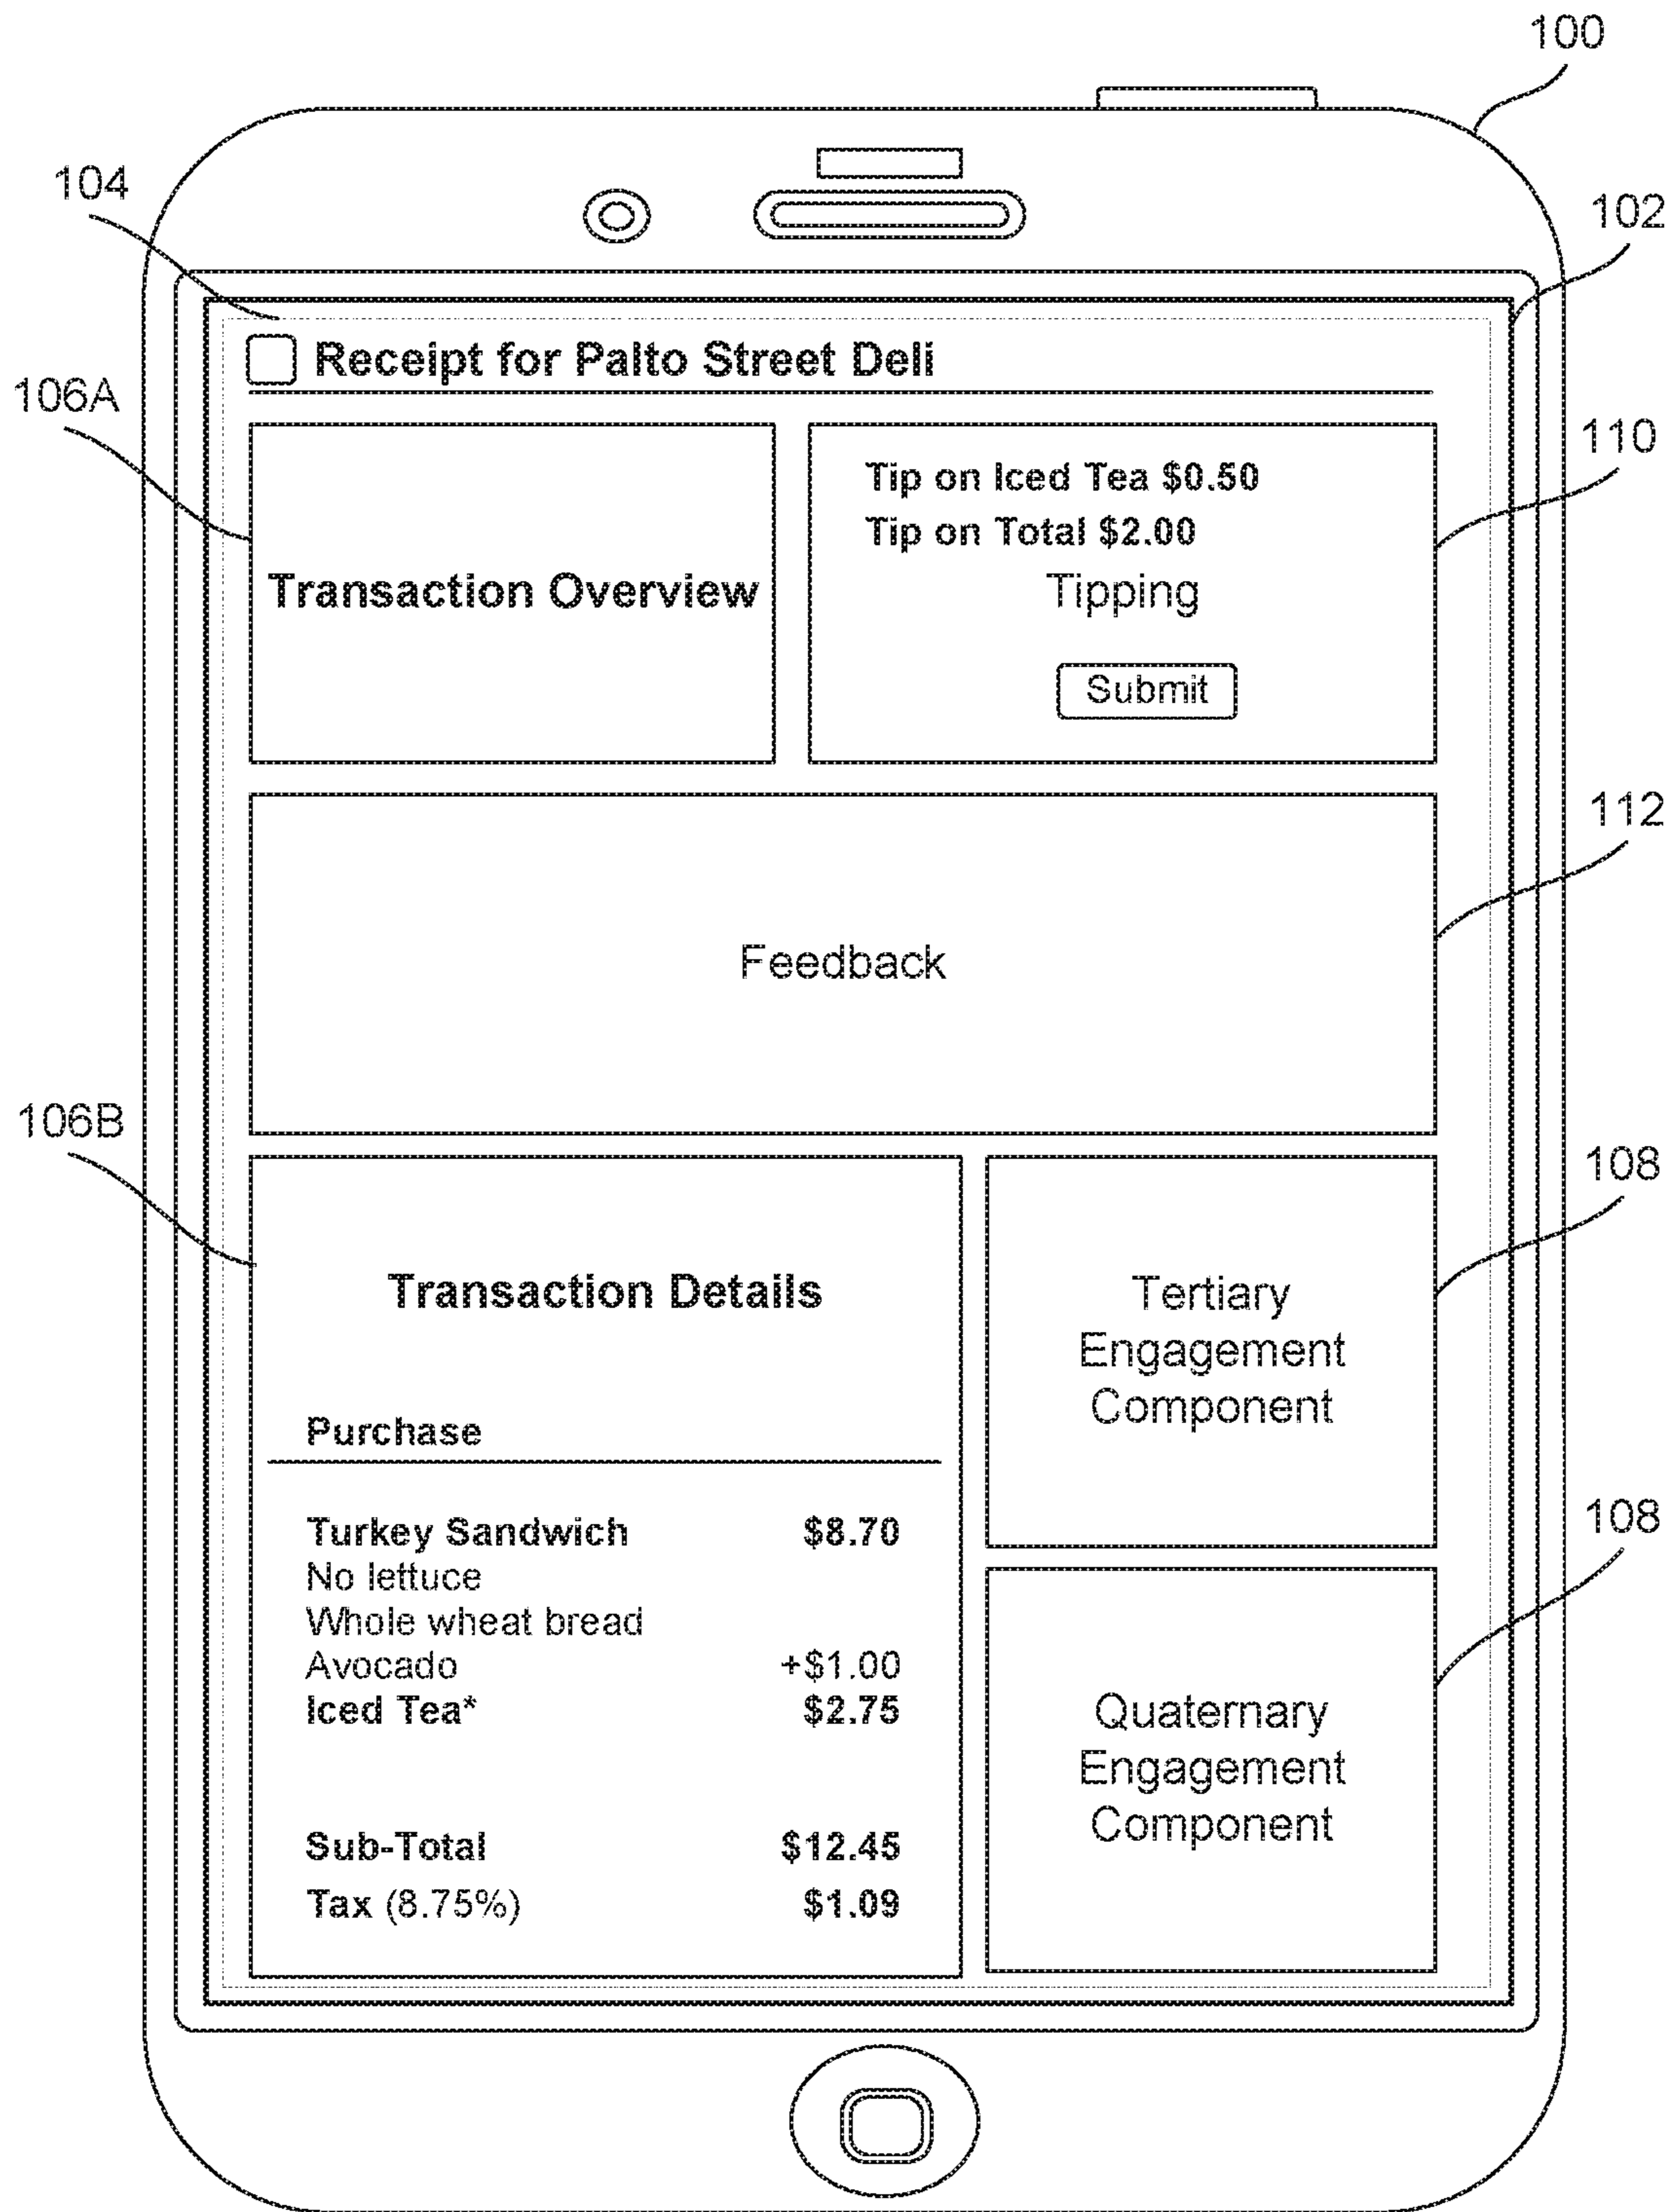 100
104
102
Receipt for Palto Street Deli
106A
110
Tip on Iced Tea $0.50
Tip on Total $2.00
Transaction Overview
Tipping
Submit
112
Feedback
106B
108
Transaction Details
Tertiary
Engagement
Component
Purchase
108
Turkey Sandwich $8.70
No lettuce
Whole wheat bread
Avocado +$1.00
Iced Tea* $2.75
Quaternary
Engagement
Component
Sub-Total $12.45
Tax (8.75%) $1.09